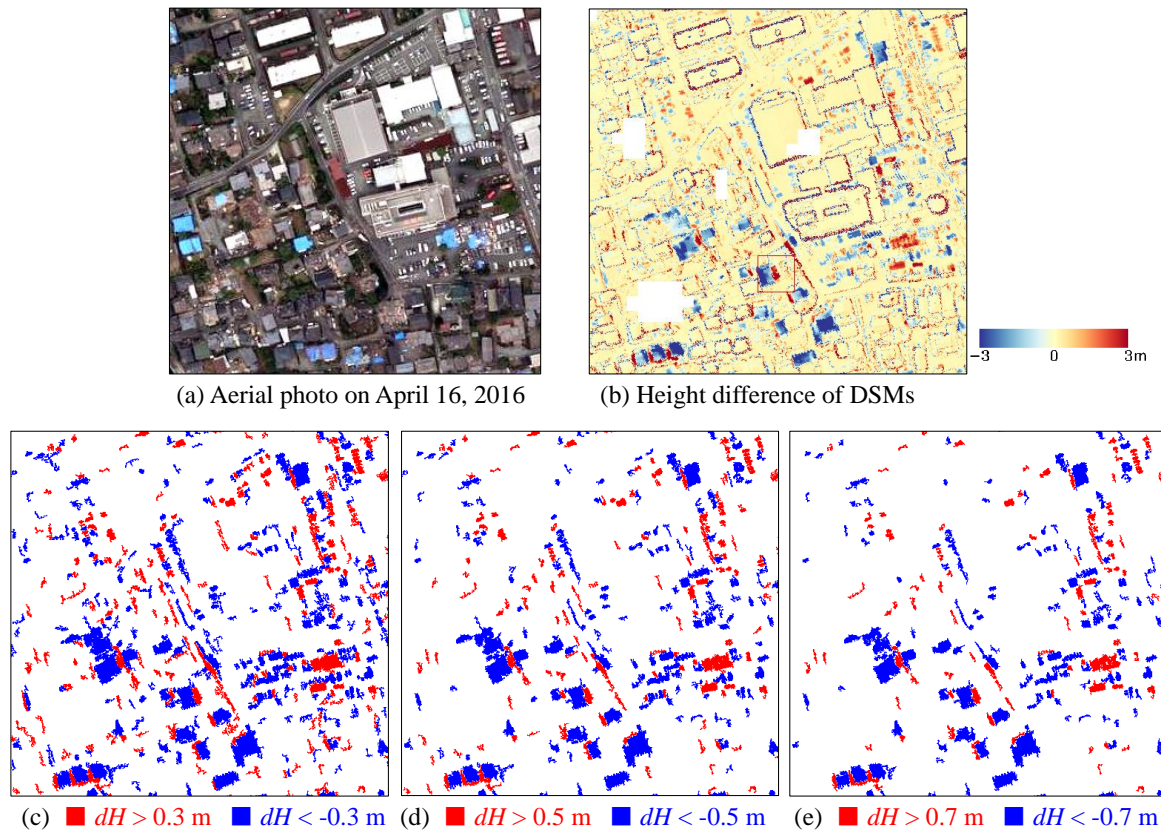 (a) Aerial photo on April 16, 2016
(b) Height difference of DSMs
−3 0 3m
(c) dH > 0.3 m dH < -0.3 m
(d) dH > 0.5 m dH < -0.5 m
(e) dH > 0.7 m dH < -0.7 m